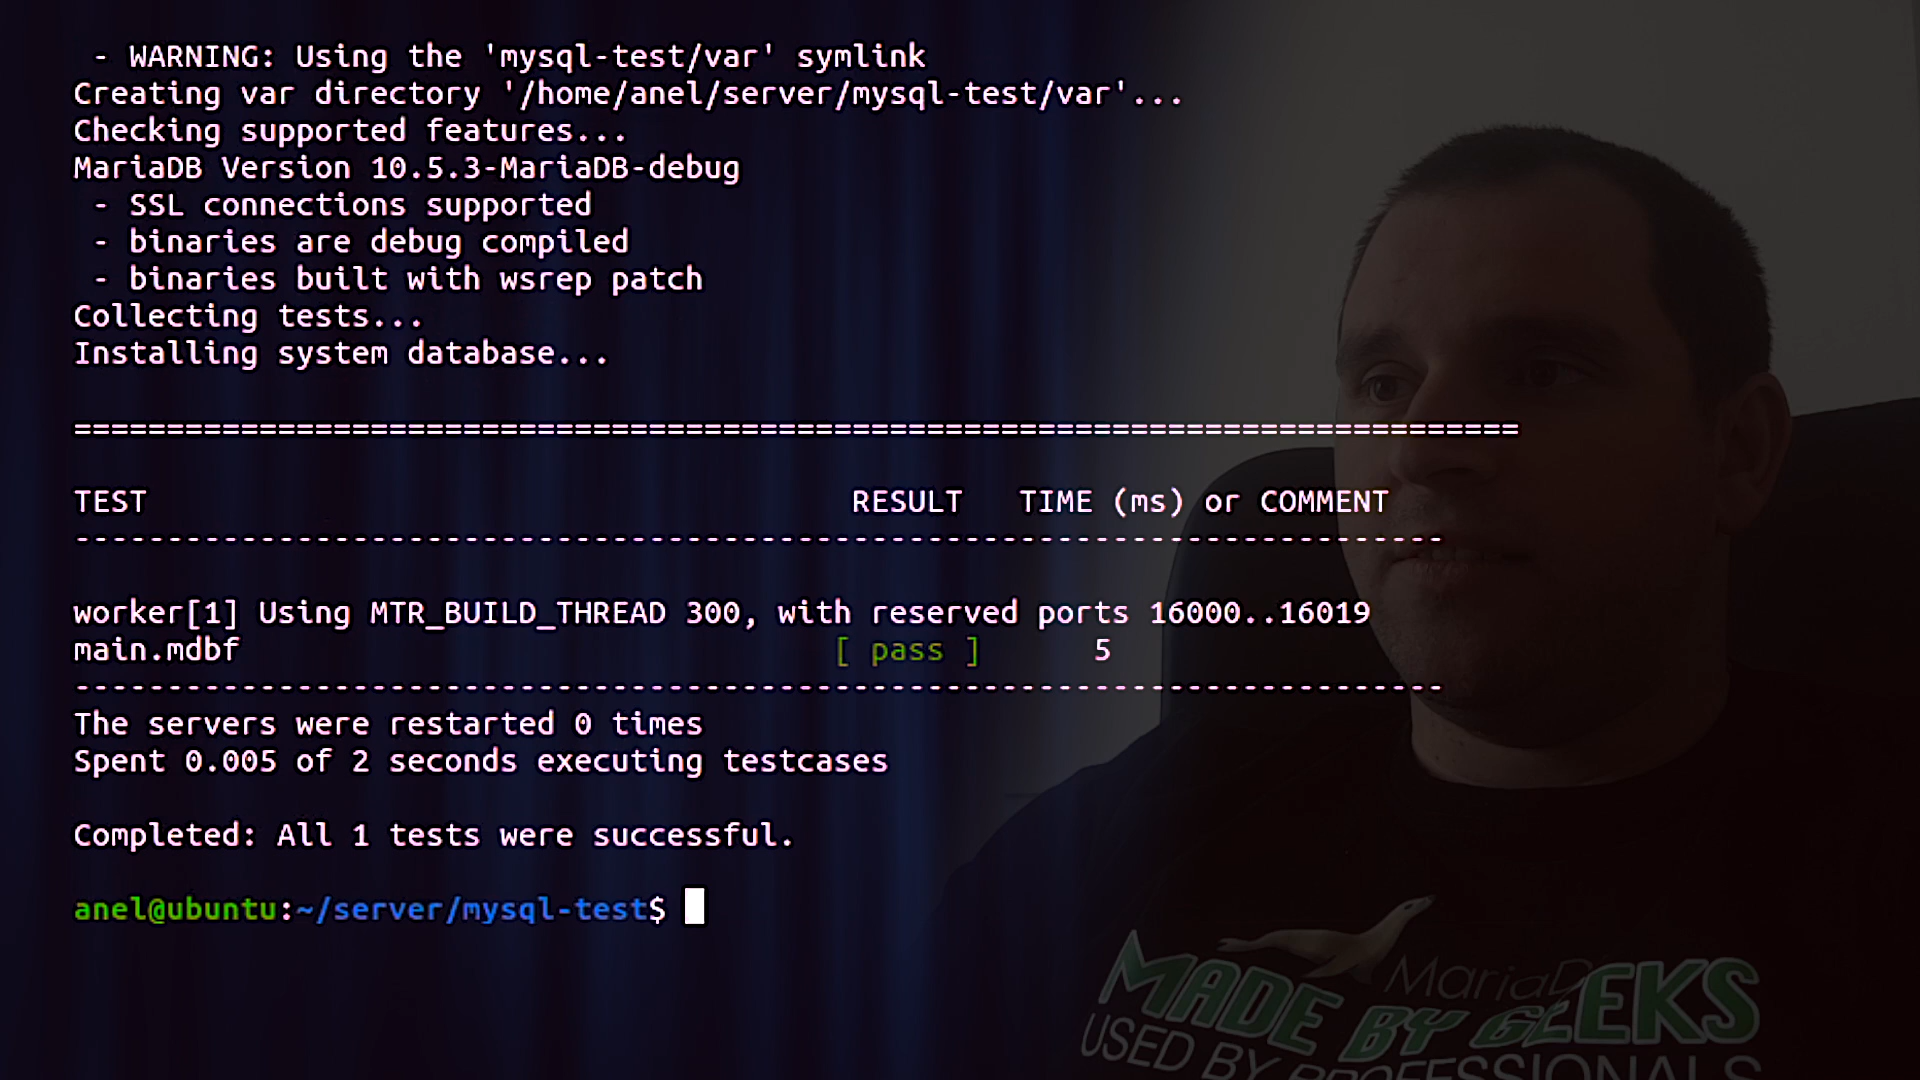 - WARNING: Using the 'mysql-test/var' symlink
Creating var directory '/home/anel/server/mysql-test/var'...
Checking supported features...
MariaDB Version 10.5.3-MariaDB-debug
- SSL connections supported
- binaries are debug compiled
- binaries built with wsrep patch
Collecting tests...
Installing system database...
==============================================================================
TEST RESULT TIME (ms) or COMMENT
--------------------------------------------------------------------------
worker[1] Using MTR_BUILD_THREAD 300, with reserved ports 16000..16019
main.mdbf [ pass ] 5
--------------------------------------------------------------------------
The servers were restarted 0 times
Spent 0.005 of 2 seconds executing testcases
Completed: All 1 tests were successful.
anel@ubuntu:~/server/mysql-test$
MariaDB
MADE BY GEEKS
USED BY PROFESSIONALS